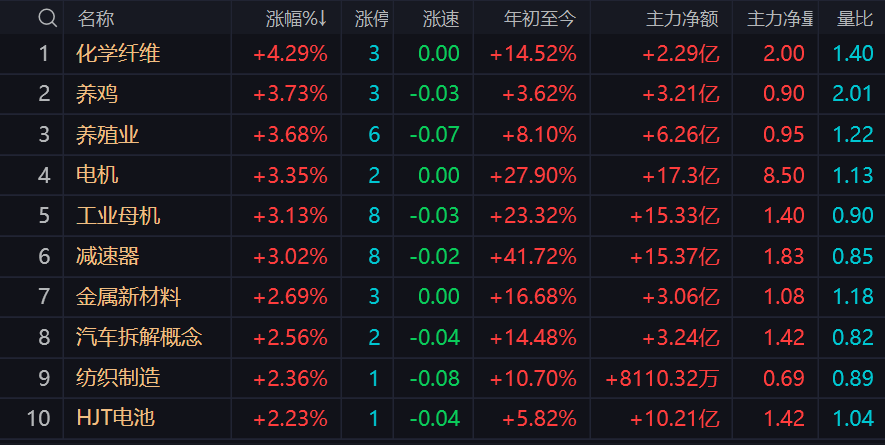 名称 涨幅%↓ 涨停 涨速 年初至今 主力净额 主力净量 量比
1 化学纤维 +4.29% 3 0.00 +14.52% +2.29亿 2.00 1.40
2 养鸡 +3.73% 3 -0.03 +3.62% +3.21亿 0.90 2.01
3 养殖业 +3.68% 6 -0.07 +8.10% +6.26亿 0.95 1.22
4 电机 +3.35% 2 0.00 +27.90% +17.3亿 8.50 1.13
5 工业母机 +3.13% 8 -0.03 +23.32% +15.33亿 1.40 0.90
6 减速器 +3.02% 8 -0.02 +41.72% +15.37亿 1.83 0.85
7 金属新材料 +2.69% 3 0.00 +16.68% +3.06亿 1.08 1.18
8 汽车拆解概念 +2.56% 2 -0.04 +14.48% +3.24亿 1.42 0.82
9 纺织制造 +2.36% 1 -0.08 +10.70% +8110.32万 0.69 0.89
10 HJT电池 +2.23% 1 -0.04 +5.82% +10.21亿 1.42 1.04